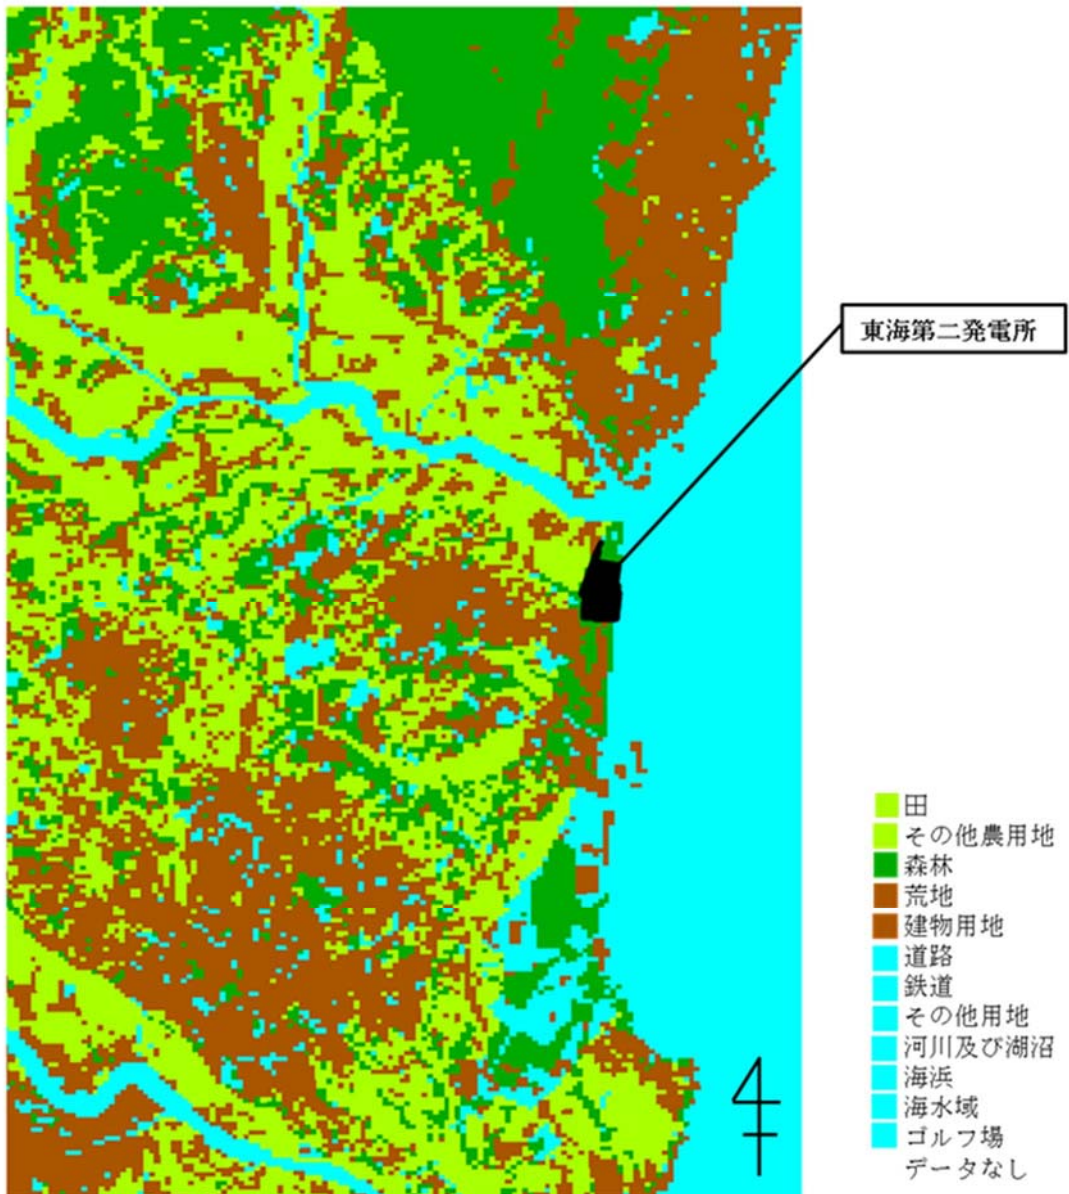 東海第二発電所
田
その他農用地
森林
荒地
建物用地
道路
鉄道
その他用地
河川及び湖沼
海浜
海水域
ゴルフ場
データなし